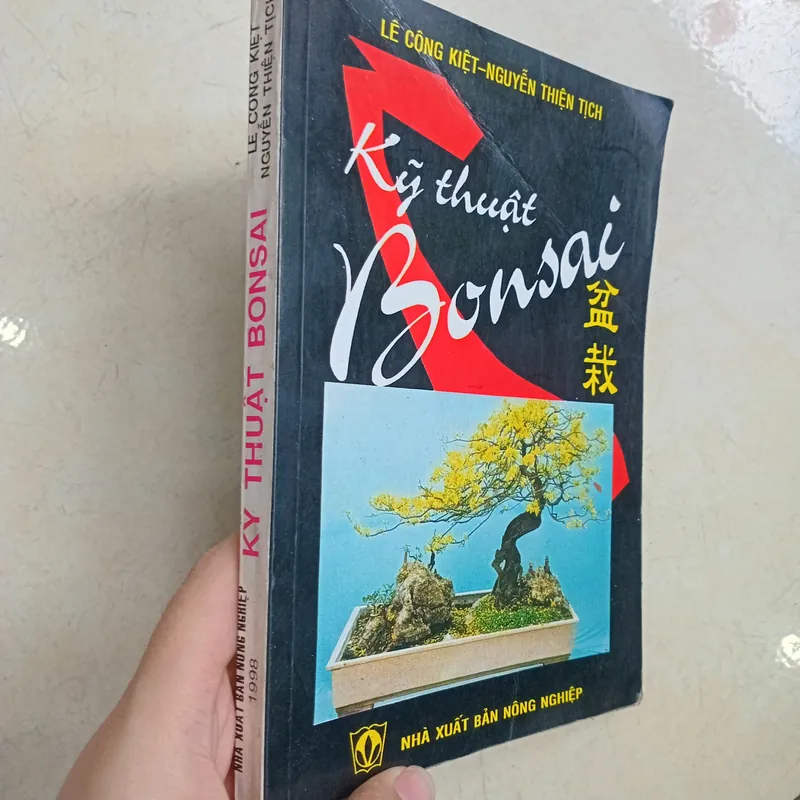 LÊ CÔNG KIỆT-NGUYỄN THIỆN TỊCH
Kỹ thuật
Bonsai
盆
栽
NHÀ XUẤT BẢN NÔNG NGHIỆP
LÊ CÔNG KIỆT
NGUYỄN THIỆN TỊCH
KỸ THUẬT BONSAI
NHÀ XUẤT BẢN NÔNG NGHIỆP
1998